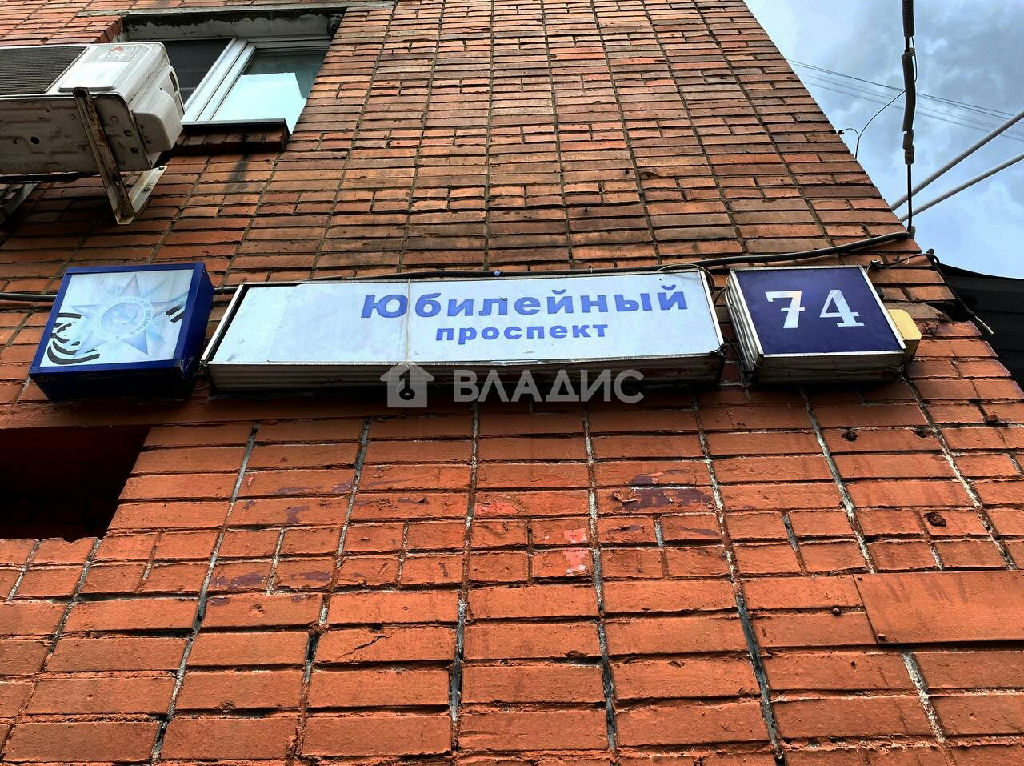 Юбилейный
проспект
74
ВЛАДИС